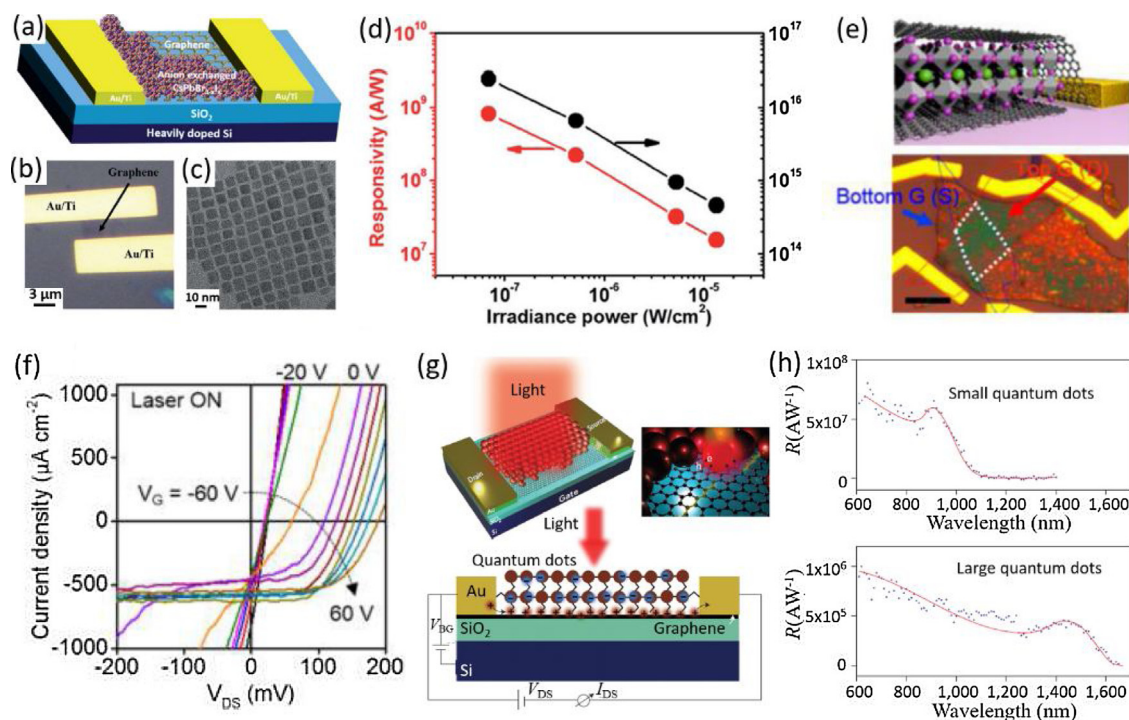 (a)
Graphene
Anion exchanged
Au/Ti
Au/Ti
SiO2
Heavily doped Si
(b)
Graphene
Au/Ti
Au/Ti
3 μm
(c)
10 nm
(d)
Responsivity (A/W)
10^10
10^9
10^8
10^7
10^17
10^16
10^15
10^14
10^-7
10^-6
10^-5
Irradiance power (W/cm^2)
(e)
Top G (D)
Bottom G (S)
(f)
Current density (μA cm^-2)
1000
500
0
-500
-1000
-20 V
0 V
Laser ON
VG = -60 V
60 V
-200
-100
0
100
200
VDS (mV)
(g)
Light
Drain
Source
Au
Si
Gate
Light
Quantum dots
Au
SiO2
Graphene
Si
VBG
VDS
IDS
(h)
R(AW^-1)
1x10^8
5x10^7
0
Small quantum dots
600
800
1,000
1,200
1,400
1,600
Wavelength (nm)
R(AW^-1)
1x10^6
5x10^5
0
Large quantum dots
600
800
1,000
1,200
1,400
1,600
Wavelength (nm)